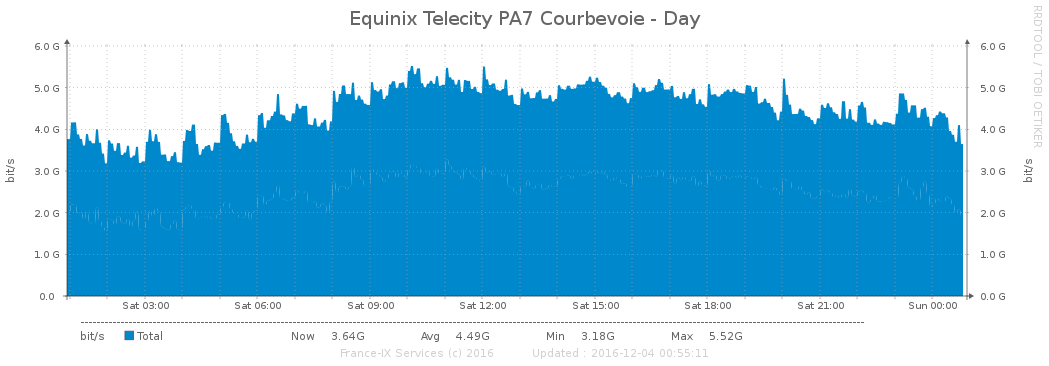 Equinix Telecity PA7 Courbevoie - Day
RRDTOOL / TOBI OETIKER
bit/s
6.0 G 6.0 G
5.0 G 5.0 G
4.0 G 4.0 G
3.0 G 3.0 G
2.0 G 2.0 G
1.0 G 1.0 G
0.0 0.0 G
bit/s
Sat 03:00 Sat 06:00 Sat 09:00 Sat 12:00 Sat 15:00 Sat 18:00 Sat 21:00 Sun 00:00
bit/s Total Now 3.64G Avg 4.49G Min 3.18G Max 5.52G
France-IX Services (c) 2016 Updated : 2016-12-04 00:55:11